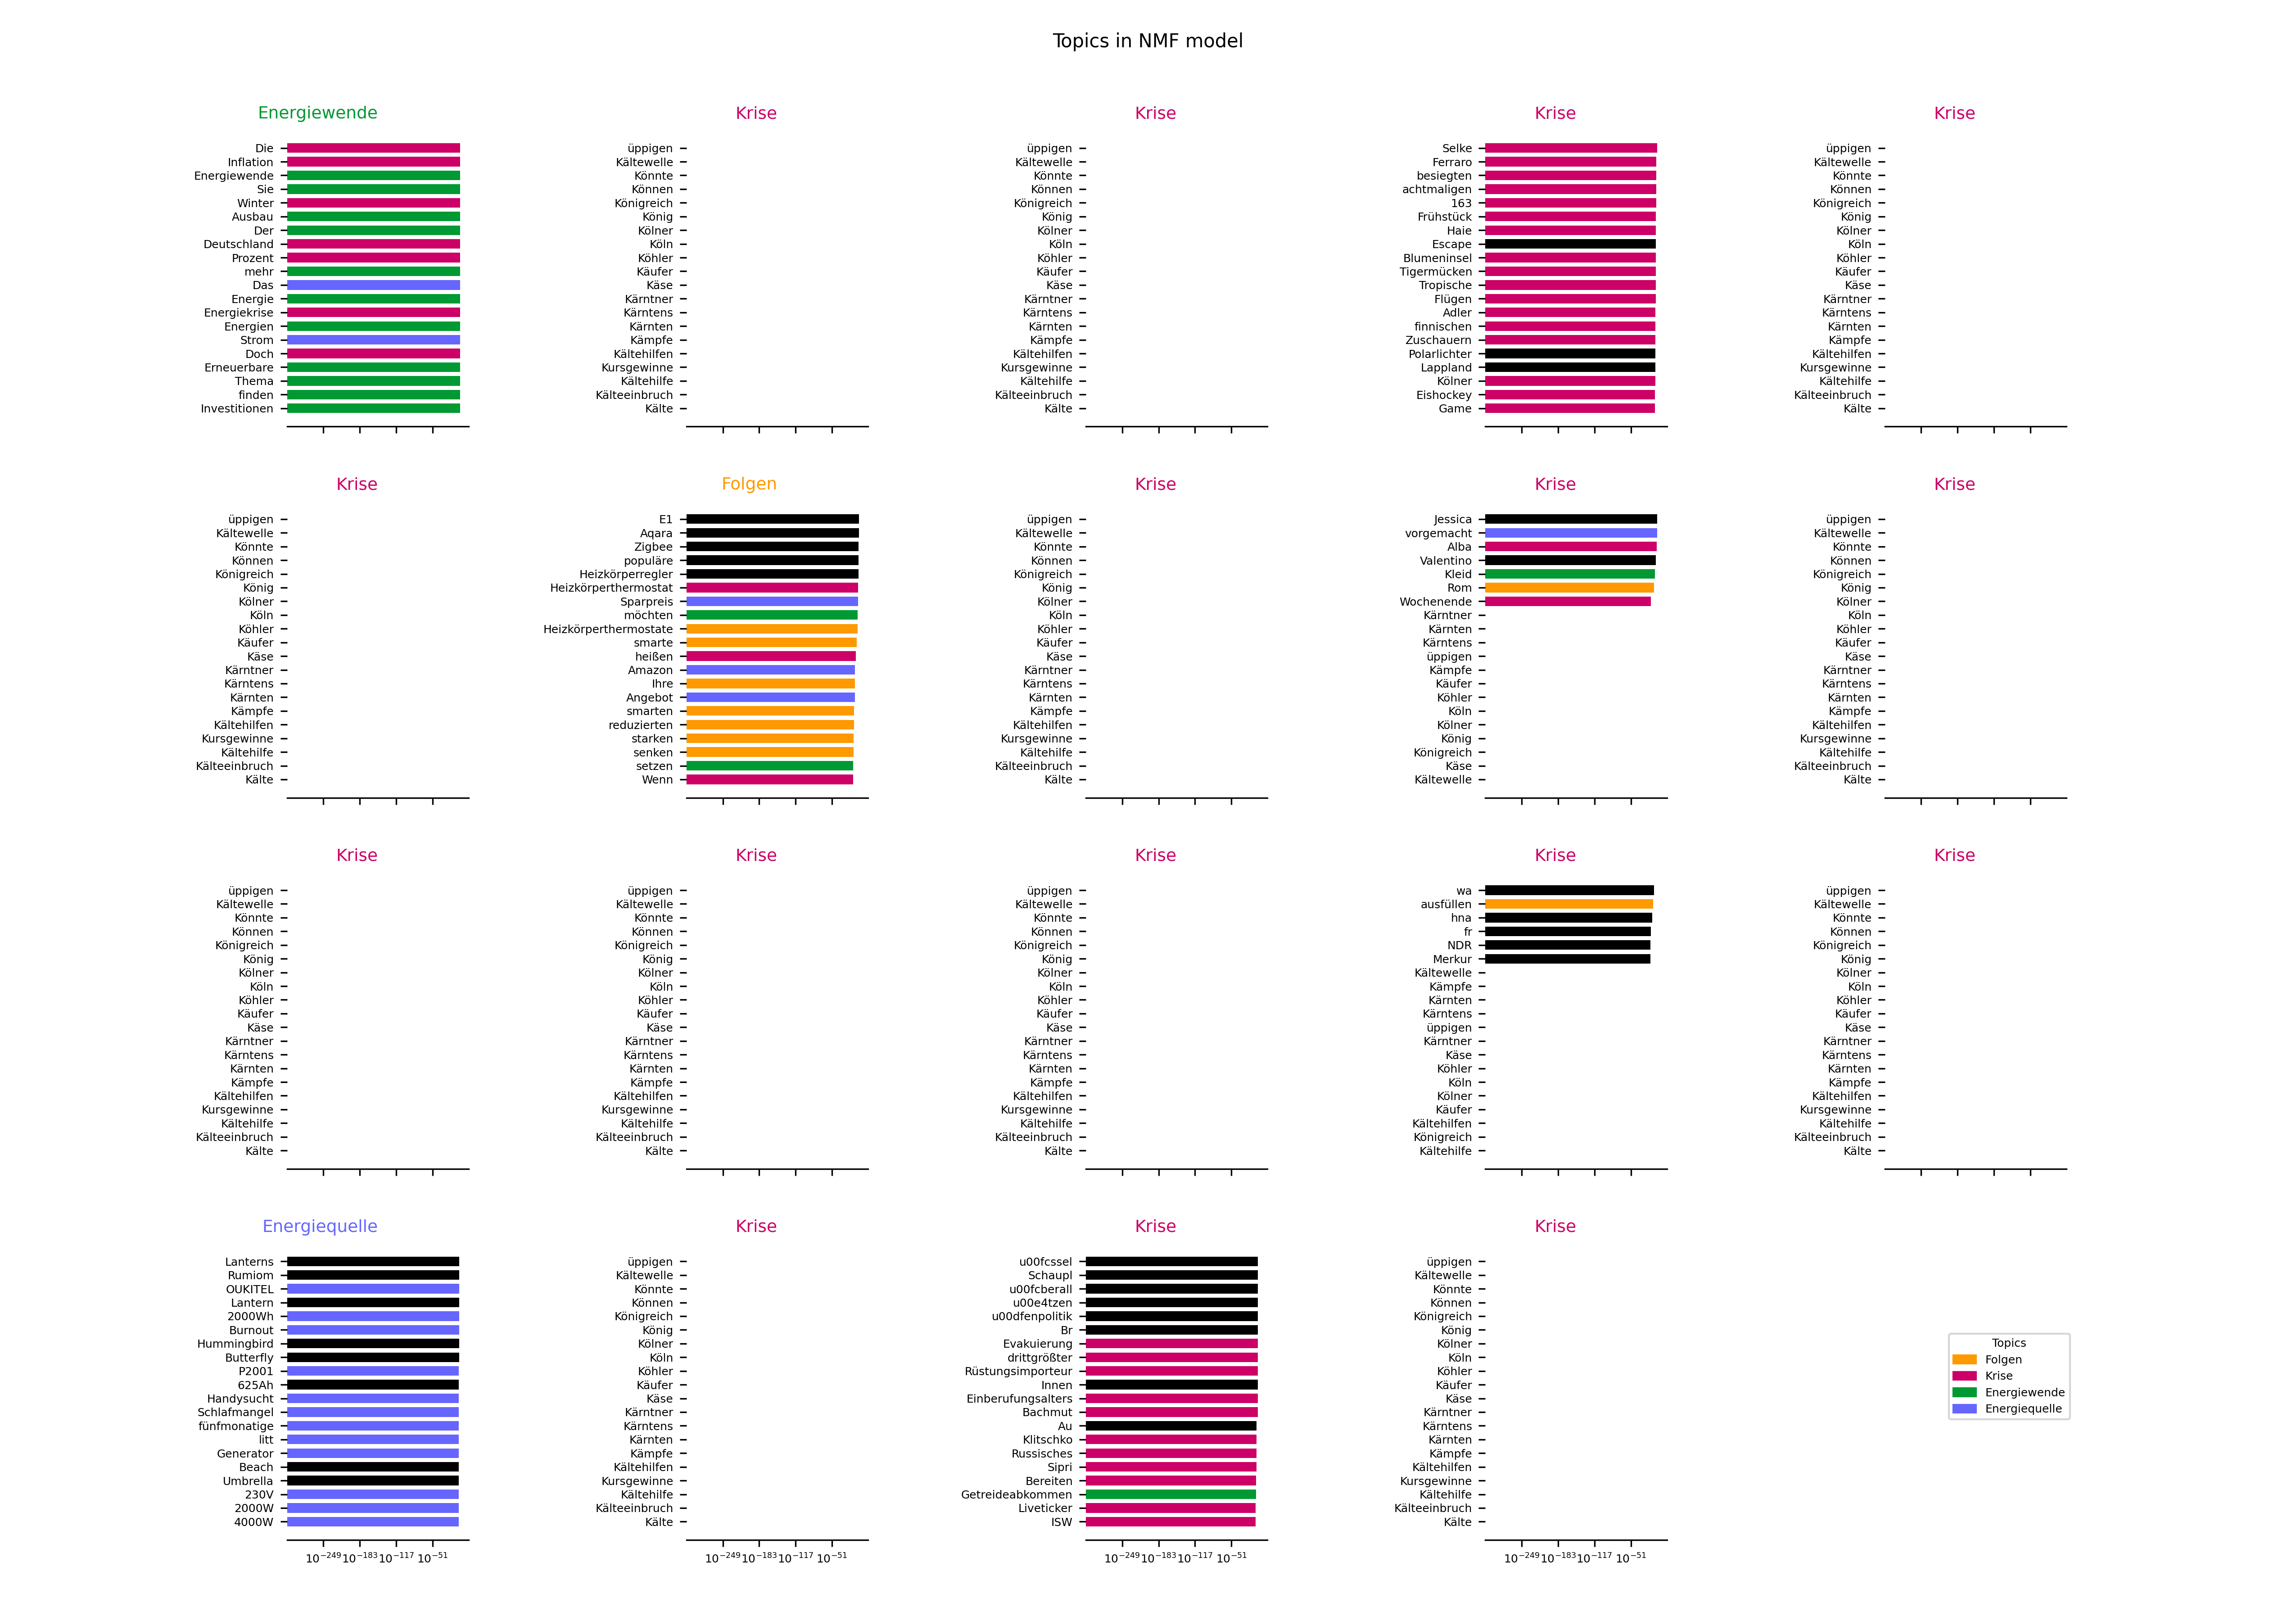 Topics in NMF model
Energiewende
Die
Inflation
Energiewende
Sie
Winter
Ausbau
Der
Deutschland
Prozent
mehr
Das
Energie
Energiekrise
Energien
Strom
Doch
Erneuerbare
Thema
finden
Investitionen
Krise
üppigen
Kältewelle
Könnte
Können
Königreich
König
Kölner
Köln
Köhler
Käufer
Käse
Kärntner
Kärntens
Kärnten
Kämpfe
Kältehilfen
Kursgewinne
Kältehilfe
Kälteeinbruch
Kälte
Krise
üppigen
Kältewelle
Könnte
Können
Königreich
König
Kölner
Köln
Köhler
Käufer
Käse
Kärntner
Kärntens
Kärnten
Kämpfe
Kältehilfen
Kursgewinne
Kältehilfe
Kälteeinbruch
Kälte
Krise
Selke
Ferraro
besiegten
achtmaligen
163
Frühstück
Haie
Escape
Blumeninsel
Tigermücken
Tropische
Flügen
Adler
finnischen
Zuschauern
Polarlichter
Lappland
Kölner
Eishockey
Game
Krise
üppigen
Kältewelle
Könnte
Können
Königreich
König
Kölner
Köln
Köhler
Käufer
Käse
Kärntner
Kärntens
Kärnten
Kämpfe
Kältehilfen
Kursgewinne
Kältehilfe
Kälteeinbruch
Kälte
Krise
üppigen
Kältewelle
Könnte
Können
Königreich
König
Kölner
Köln
Köhler
Käufer
Käse
Kärntner
Kärntens
Kärnten
Kämpfe
Kältehilfen
Kursgewinne
Kältehilfe
Kälteeinbruch
Kälte
Folgen
E1
Aqara
Zigbee
populäre
Heizkörperregler
Heizkörperthermostat
Sparpreis
möchten
Heizkörperthermostate
smarte
heißen
Amazon
Ihre
Angebot
smarten
reduzierten
starken
senken
setzen
Wenn
Krise
üppigen
Kältewelle
Könnte
Können
Königreich
König
Kölner
Köln
Köhler
Käufer
Käse
Kärntner
Kärntens
Kärnten
Kämpfe
Kältehilfen
Kursgewinne
Kältehilfe
Kälteeinbruch
Kälte
Krise
Jessica
vorgemacht
Alba
Valentino
Kleid
Rom
Wochenende
Kärntner
Kärnten
Kärntens
üppigen
Kämpfe
Käufer
Köhler
Köln
Kölner
König
Königreich
Käse
Kältewelle
Krise
üppigen
Kältewelle
Könnte
Können
Königreich
König
Kölner
Köln
Köhler
Käufer
Käse
Kärntner
Kärntens
Kärnten
Kämpfe
Kältehilfen
Kursgewinne
Kältehilfe
Kälteeinbruch
Kälte
Krise
üppigen
Kältewelle
Könnte
Können
Königreich
König
Kölner
Köln
Köhler
Käufer
Käse
Kärntner
Kärntens
Kärnten
Kämpfe
Kältehilfen
Kursgewinne
Kältehilfe
Kälteeinbruch
Kälte
Krise
üppigen
Kältewelle
Könnte
Können
Königreich
König
Kölner
Köln
Köhler
Käufer
Käse
Kärntner
Kärntens
Kärnten
Kämpfe
Kältehilfen
Kursgewinne
Kältehilfe
Kälteeinbruch
Kälte
Krise
üppigen
Kältewelle
Könnte
Können
Königreich
König
Kölner
Köln
Köhler
Käufer
Käse
Kärntner
Kärntens
Kärnten
Kämpfe
Kältehilfen
Kursgewinne
Kältehilfe
Kälteeinbruch
Kälte
Krise
wa
ausfüllen
hna
fr
NDR
Merkur
Kältewelle
Kämpfe
Kärnten
Kärntens
üppigen
Kärntner
Käse
Köhler
Köln
Kölner
Käufer
Kältehilfen
Königreich
Kältehilfe
Krise
üppigen
Kältewelle
Könnte
Können
Königreich
König
Kölner
Köln
Köhler
Käufer
Käse
Kärntner
Kärntens
Kärnten
Kämpfe
Kältehilfen
Kursgewinne
Kältehilfe
Kälteeinbruch
Kälte
Energiequelle
Lanterns
Rumiom
OUKITEL
Lantern
2000Wh
Burnout
Hummingbird
Butterfly
P2001
625Ah
Handysucht
Schlafmangel
fünfmonatige
litt
Generator
Beach
Umbrella
230V
2000W
4000W
10⁻²⁴⁹ 10⁻¹⁸³ 10⁻¹¹⁷ 10⁻⁵¹
Krise
üppigen
Kältewelle
Könnte
Können
Königreich
König
Kölner
Köln
Köhler
Käufer
Käse
Kärntner
Kärntens
Kärnten
Kämpfe
Kältehilfen
Kursgewinne
Kältehilfe
Kälteeinbruch
Kälte
10⁻²⁴⁹ 10⁻¹⁸³ 10⁻¹¹⁷ 10⁻⁵¹
Krise
u00fcssel
Schaupl
u00fcberall
u00e4tzen
u00dfenpolitik
Br
Evakuierung
drittgrößter
Rüstungsimporteur
Innen
Einberufungsalters
Bachmut
Au
Klitschko
Russisches
Sipri
Bereiten
Getreideabkommen
Liveticker
ISW
10⁻²⁴⁹ 10⁻¹⁸³ 10⁻¹¹⁷ 10⁻⁵¹
Krise
üppigen
Kältewelle
Könnte
Können
Königreich
König
Kölner
Köln
Köhler
Käufer
Käse
Kärntner
Kärntens
Kärnten
Kämpfe
Kältehilfen
Kursgewinne
Kältehilfe
Kälteeinbruch
Kälte
10⁻²⁴⁹ 10⁻¹⁸³ 10⁻¹¹⁷ 10⁻⁵¹
Topics
Folgen
Krise
Energiewende
Energiequelle